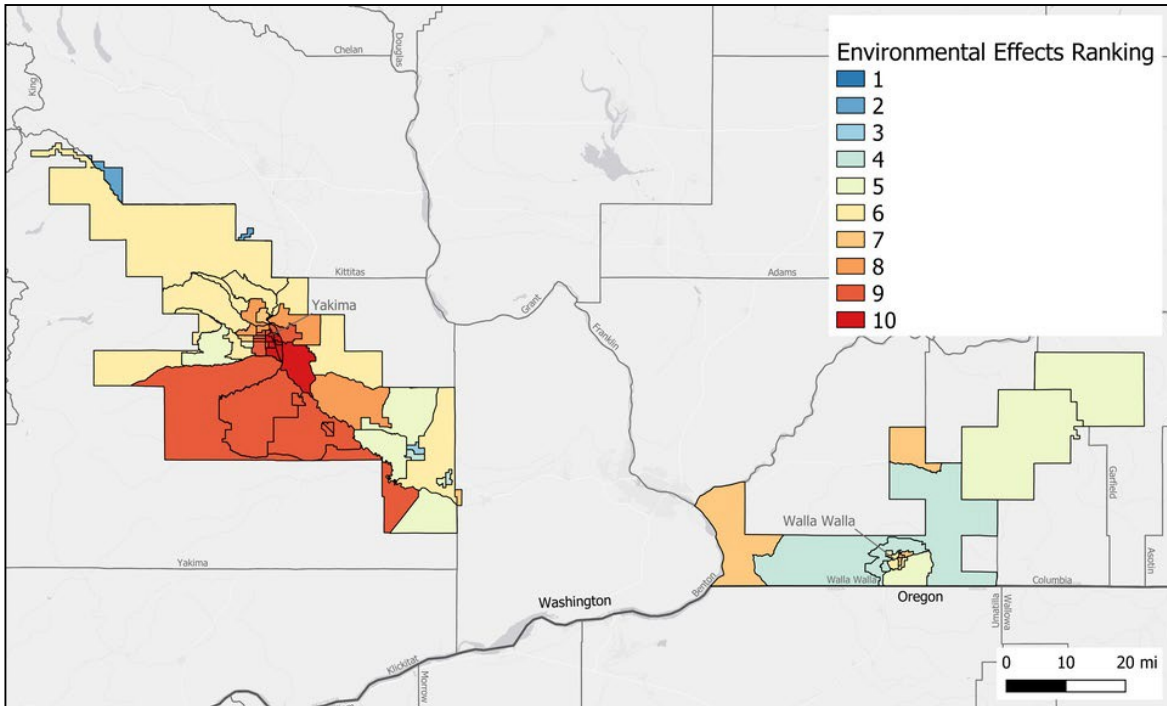 Chelan
Douglas
King
Environmental Effects Ranking
1
2
3
4
5
6
7
8
9
10
Kittitas
Adams
Yakima
Grant
Franklin
Garfield
Walla Walla
Asotin
Yakima
Walla Walla
Columbia
Benton
Washington
Oregon
Umatilla
Wallowa
Klickitat
Morrow
0 10 20 mi